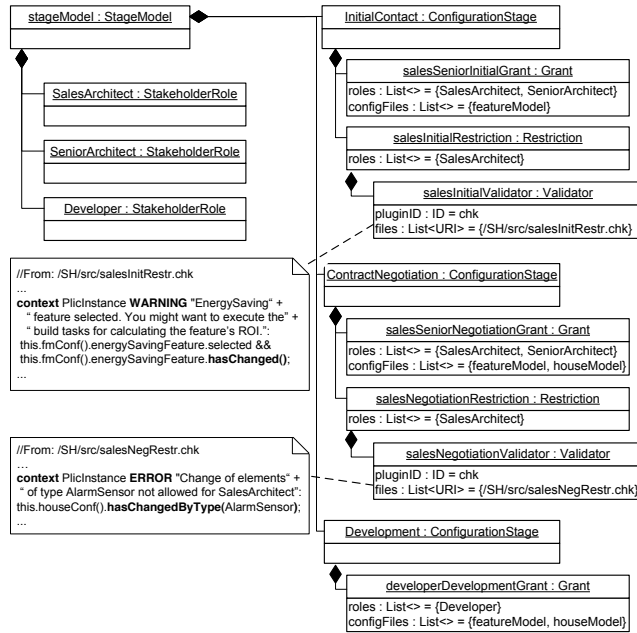 stageModel : StageModel
SalesArchitect : StakeholderRole
SeniorArchitect : StakeholderRole
Developer : StakeholderRole
InitialContact : ConfigurationStage
salesSeniorInitialGrant : Grant
roles : List<> = {SalesArchitect, SeniorArchitect}
configFiles : List<> = {featureModel}
salesInitialRestriction : Restriction
roles : List<> = {SalesArchitect}
salesInitialValidator : Validator
pluginID : ID = chk
files : List<URI> = {/SH/src/salesInitRestr.chk}
//From: /SH/src/salesInitRestr.chk
...
context PlicInstance WARNING "EnergySaving“ +
“ feature selected. You might want to execute the” +
“ build tasks for calculating the feature’s ROI.”:
this.fmConf().energySavingFeature.selected &&
this.fmConf().energySavingFeature.hasChanged();
...
ContractNegotiation : ConfigurationStage
salesSeniorNegotiationGrant : Grant
roles : List<> = {SalesArchitect, SeniorArchitect}
configFiles : List<> = {featureModel, houseModel}
salesNegotiationRestriction : Restriction
roles : List<> = {SalesArchitect}
salesNegotiationValidator : Validator
pluginID : ID = chk
files : List<URI> = {/SH/src/salesNegRestr.chk}
//From: /SH/src/salesNegRestr.chk
...
context PlicInstance ERROR "Change of elements“ +
“ of type AlarmSensor not allowed for SalesArchitect”:
this.houseConf().hasChangedByType(AlarmSensor);
...
Development : ConfigurationStage
developerDevelopmentGrant : Grant
roles : List<> = {Developer}
configFiles : List<> = {featureModel, houseModel}